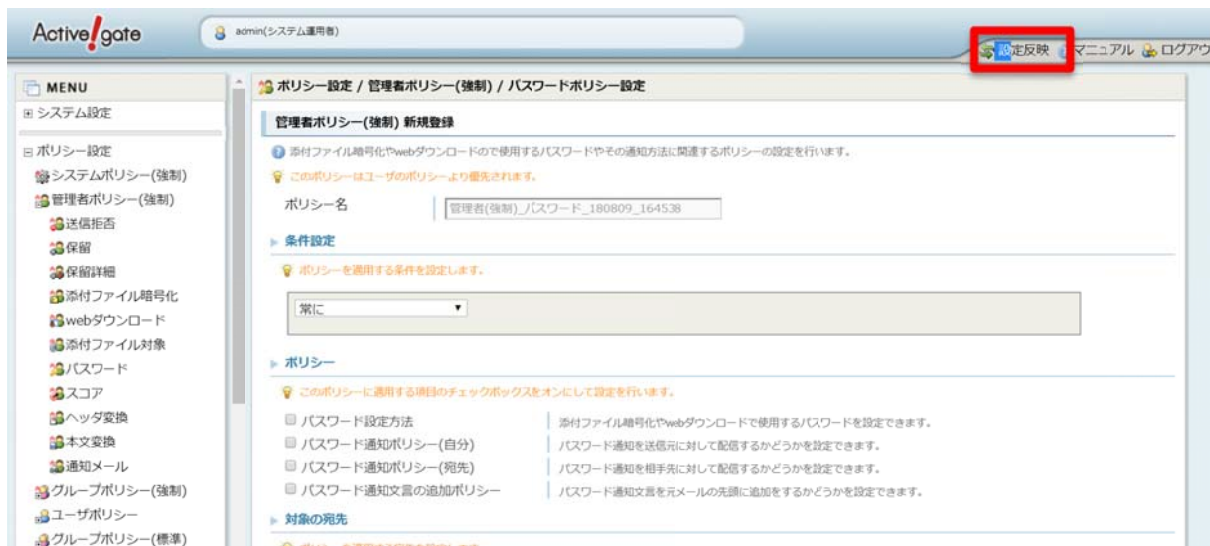 Active!gate
admin(システム運用者)
設定反映 マニュアル ログアウ
MENU
システム設定
ポリシー設定
システムポリシー(強制)
管理者ポリシー(強制)
送信拒否
保留
保留詳細
添付ファイル暗号化
webダウンロード
添付ファイル対象
パスワード
スコア
ヘッダ変換
本文変換
通知メール
グループポリシー(強制)
ユーザポリシー
グループポリシー(標準)
ポリシー設定 / 管理者ポリシー(強制) / パスワードポリシー設定
管理者ポリシー(強制) 新規登録
添付ファイル暗号化やwebダウンロードので使用するパスワードやその通知方法に関連するポリシーの設定を行います。
このポリシーはユーザのポリシーより優先されます。
ポリシー名 管理者(強制)_パスワード_180809_164538
条件設定
ポリシーを適用する条件を設定します。
常に
ポリシー
このポリシーに適用する項目のチェックボックスをオンにして設定を行います。
パスワード設定方法 添付ファイル暗号化やwebダウンロードで使用するパスワードを設定できます。
パスワード通知ポリシー(自分) パスワード通知を送信元に対して配信するかどうかを設定できます。
パスワード通知ポリシー(宛先) パスワード通知を相手先に対して配信するかどうかを設定できます。
パスワード通知文言の追加ポリシー パスワード通知文言を元メールの先頭に追加をするかどうかを設定できます。
対象の宛先